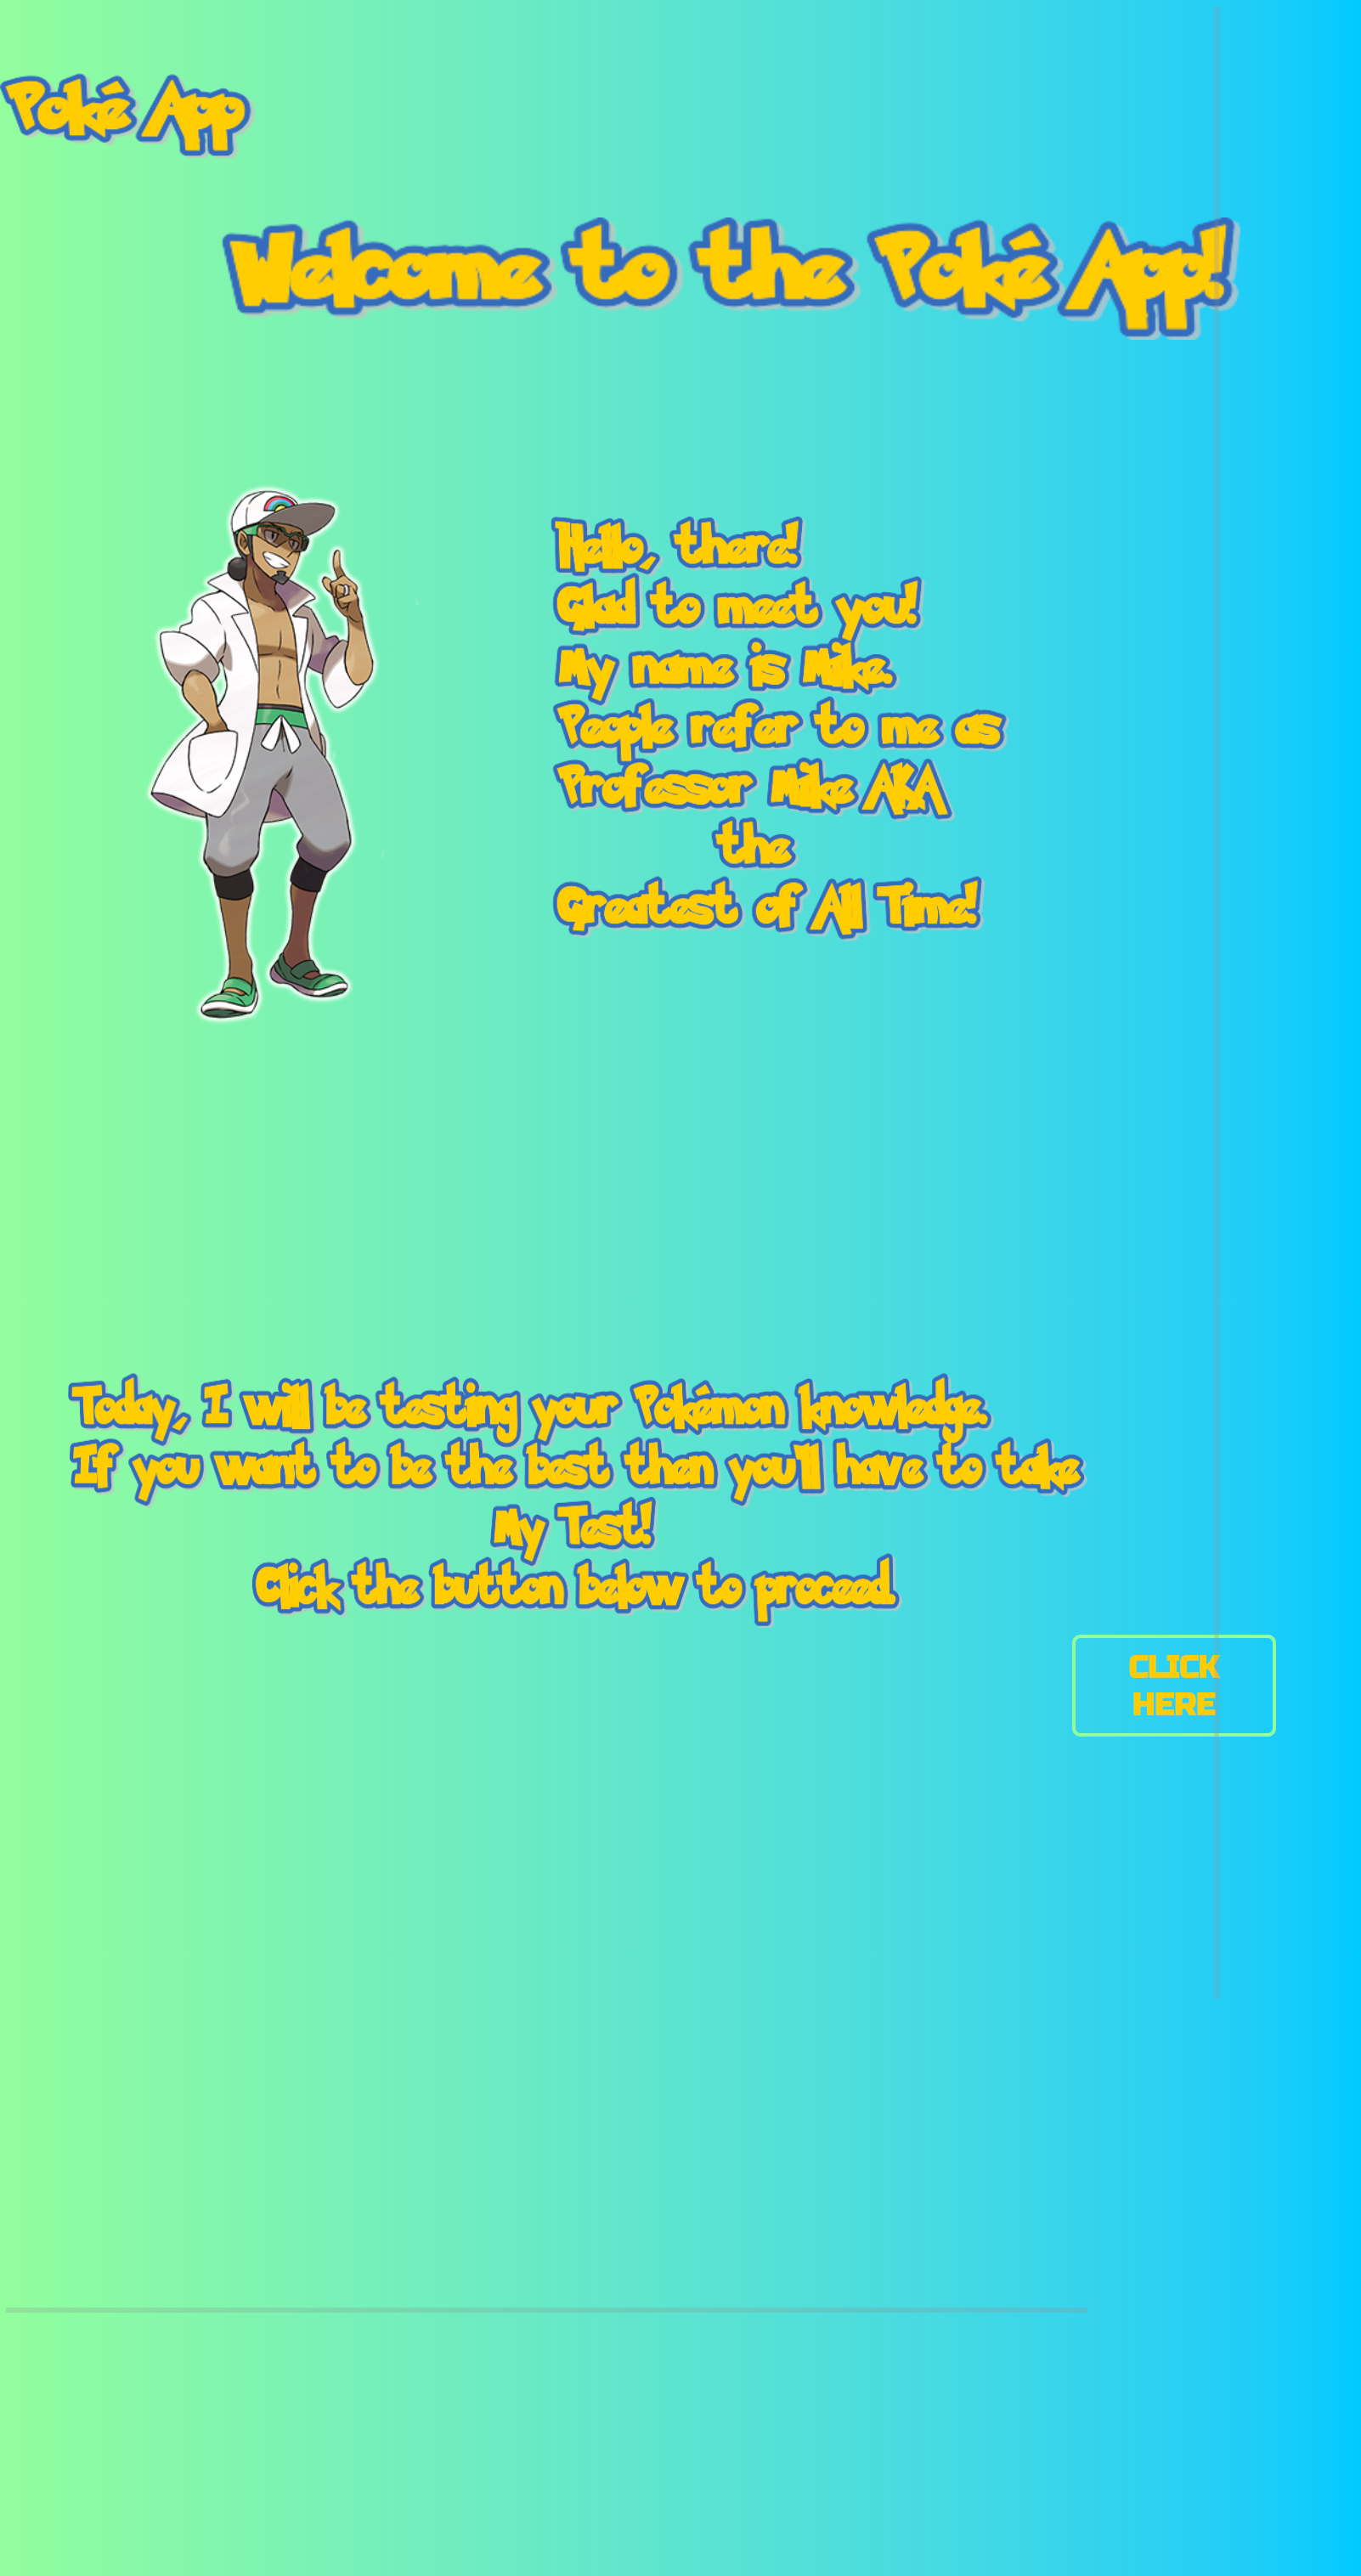 Poké App
Welcome to the Poké App!
Hello, there!
Glad to meet you!
My name is Mike.
People refer to me as
Professor Mike AKA
the
Greatest of All Time!
Today, I will be testing your Pokémon knowledge.
If you want to be the best then you'll have to take
My Test!
Click the button below to proceed.
CLICK
HERE